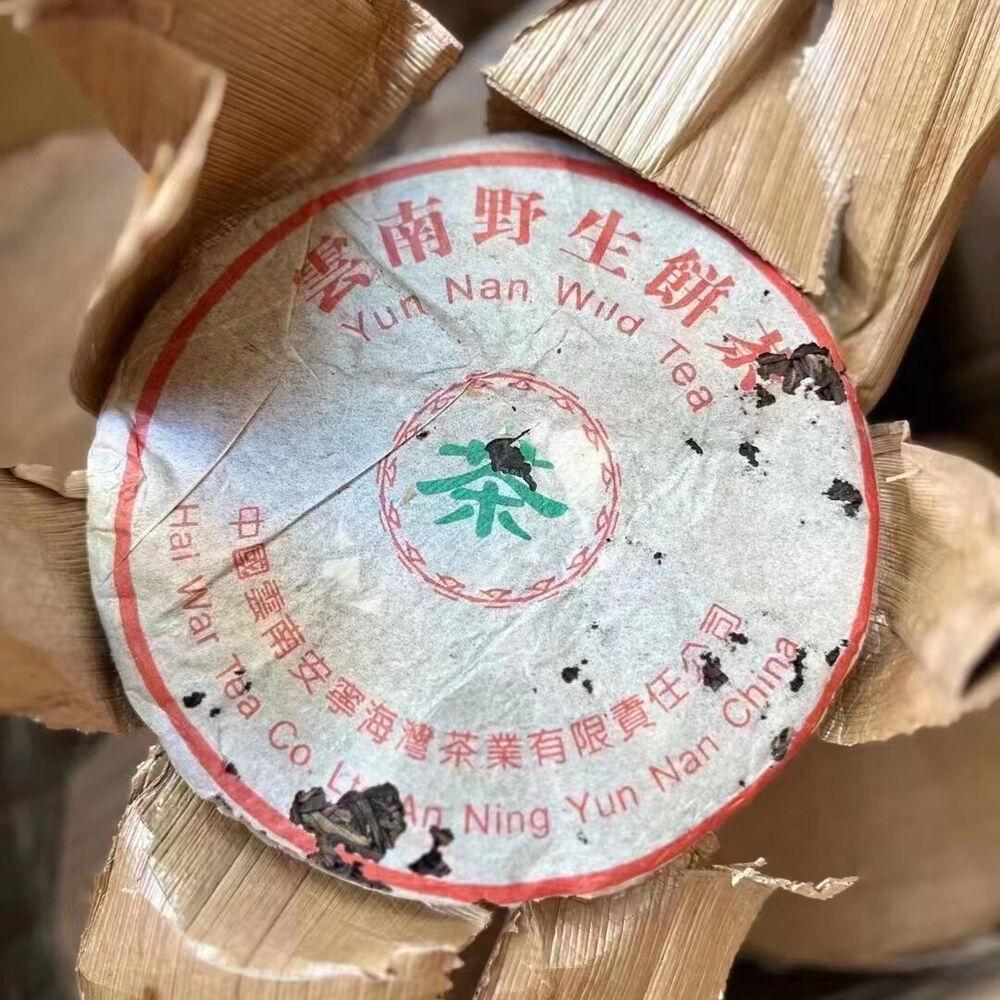 雲南野生餅茶
Yun Nan Wild Tea
茶
中國雲南安寧海灣茶業有限責任公司
Hai War Tea Co An Ning Yun Nan China